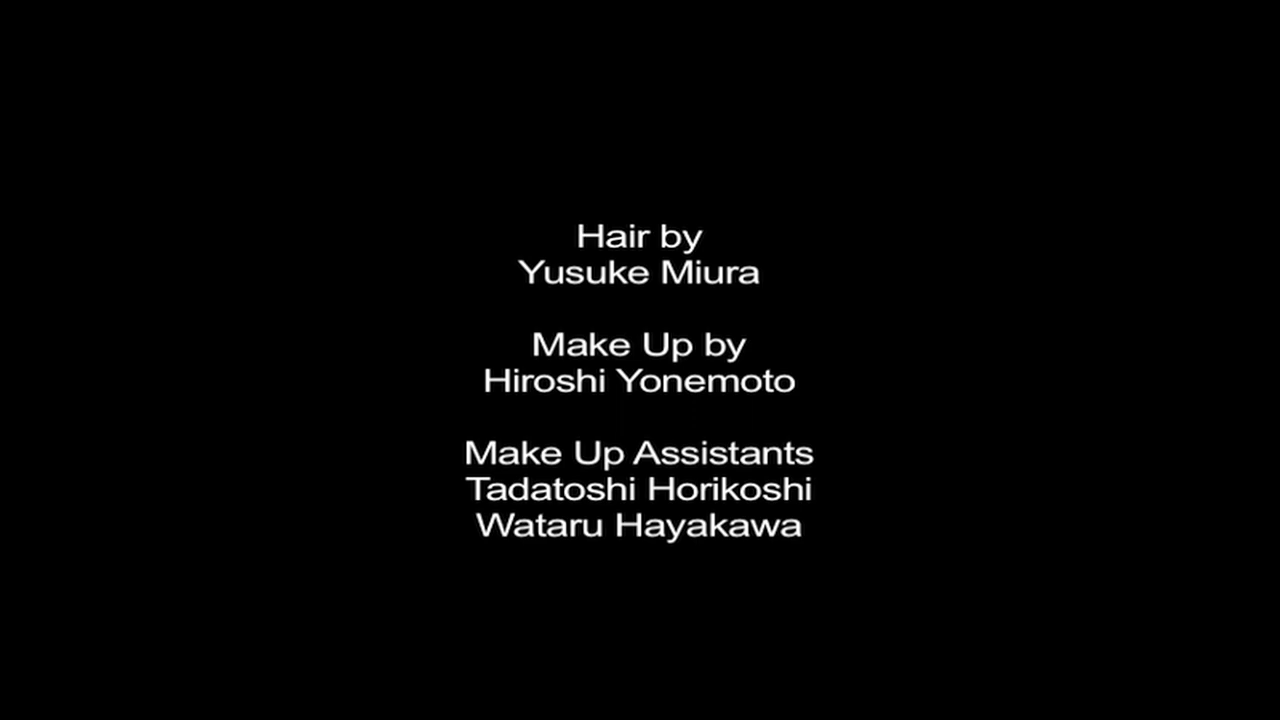 Hair by
Yusuke Miura
Make Up by
Hiroshi Yonemoto
Make Up Assistants
Tadatoshi Horikoshi
Wataru Hayakawa